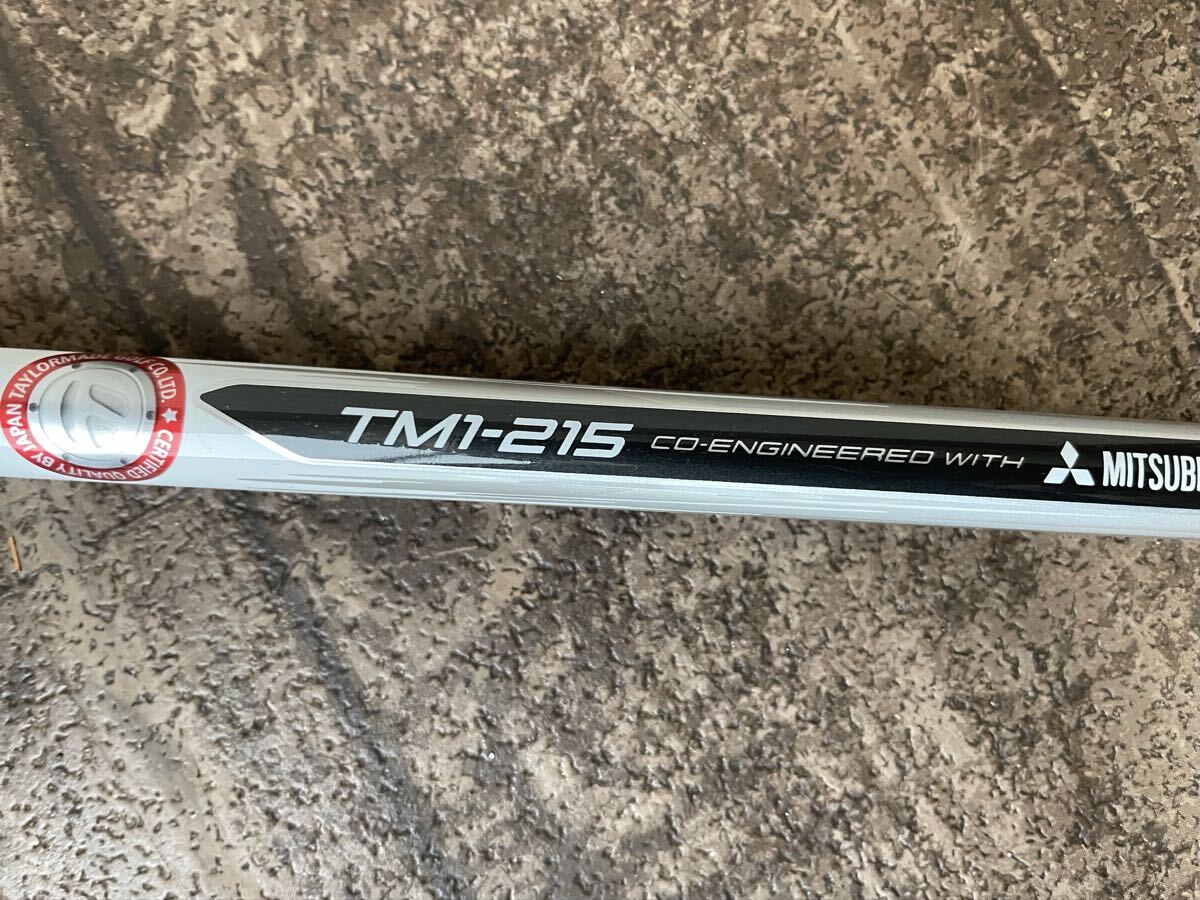 CERTIFIED QUALITY BY JAPAN TAYLORMADE GOLF CO., LTD. ★
TM1-215 CO-ENGINEERED WITH MITSUBI